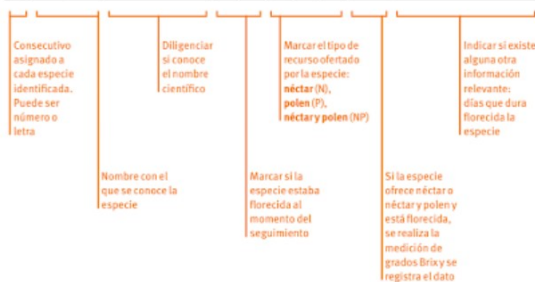 Consecutivo
asignado a
cada especie
identificada.
Puede ser
número o
letra
Nombre con el
que se conoce la
especie
Diligenciar
si conoce
el nombre
científico
Marcar si la
especie estaba
florecida al
momento del
seguimiento
Marcar el tipo de
recurso ofertado
por la especie:
néctar (N),
polen (P),
néctar y polen (NP)
Si la especie
ofrece néctar o
néctar y polen y
está florecida,
se realiza la
medición de
grados Brix y se
registra el dato
Indicar si existe
alguna otra
información
relevante:
días que dura
florecida la
especie